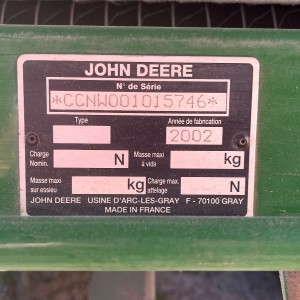 JOHN DEERE
N° de Série
*CCNW001015746*
Type Année de fabrication
2002
Charge Nomin. N Masse maxi à vide kg
Masse maxi sur essieu kg Charge max. affelage N
JOHN DEERE USINE D'ARC-LES-GRAY F - 70100 GRAY
MADE IN FRANCE